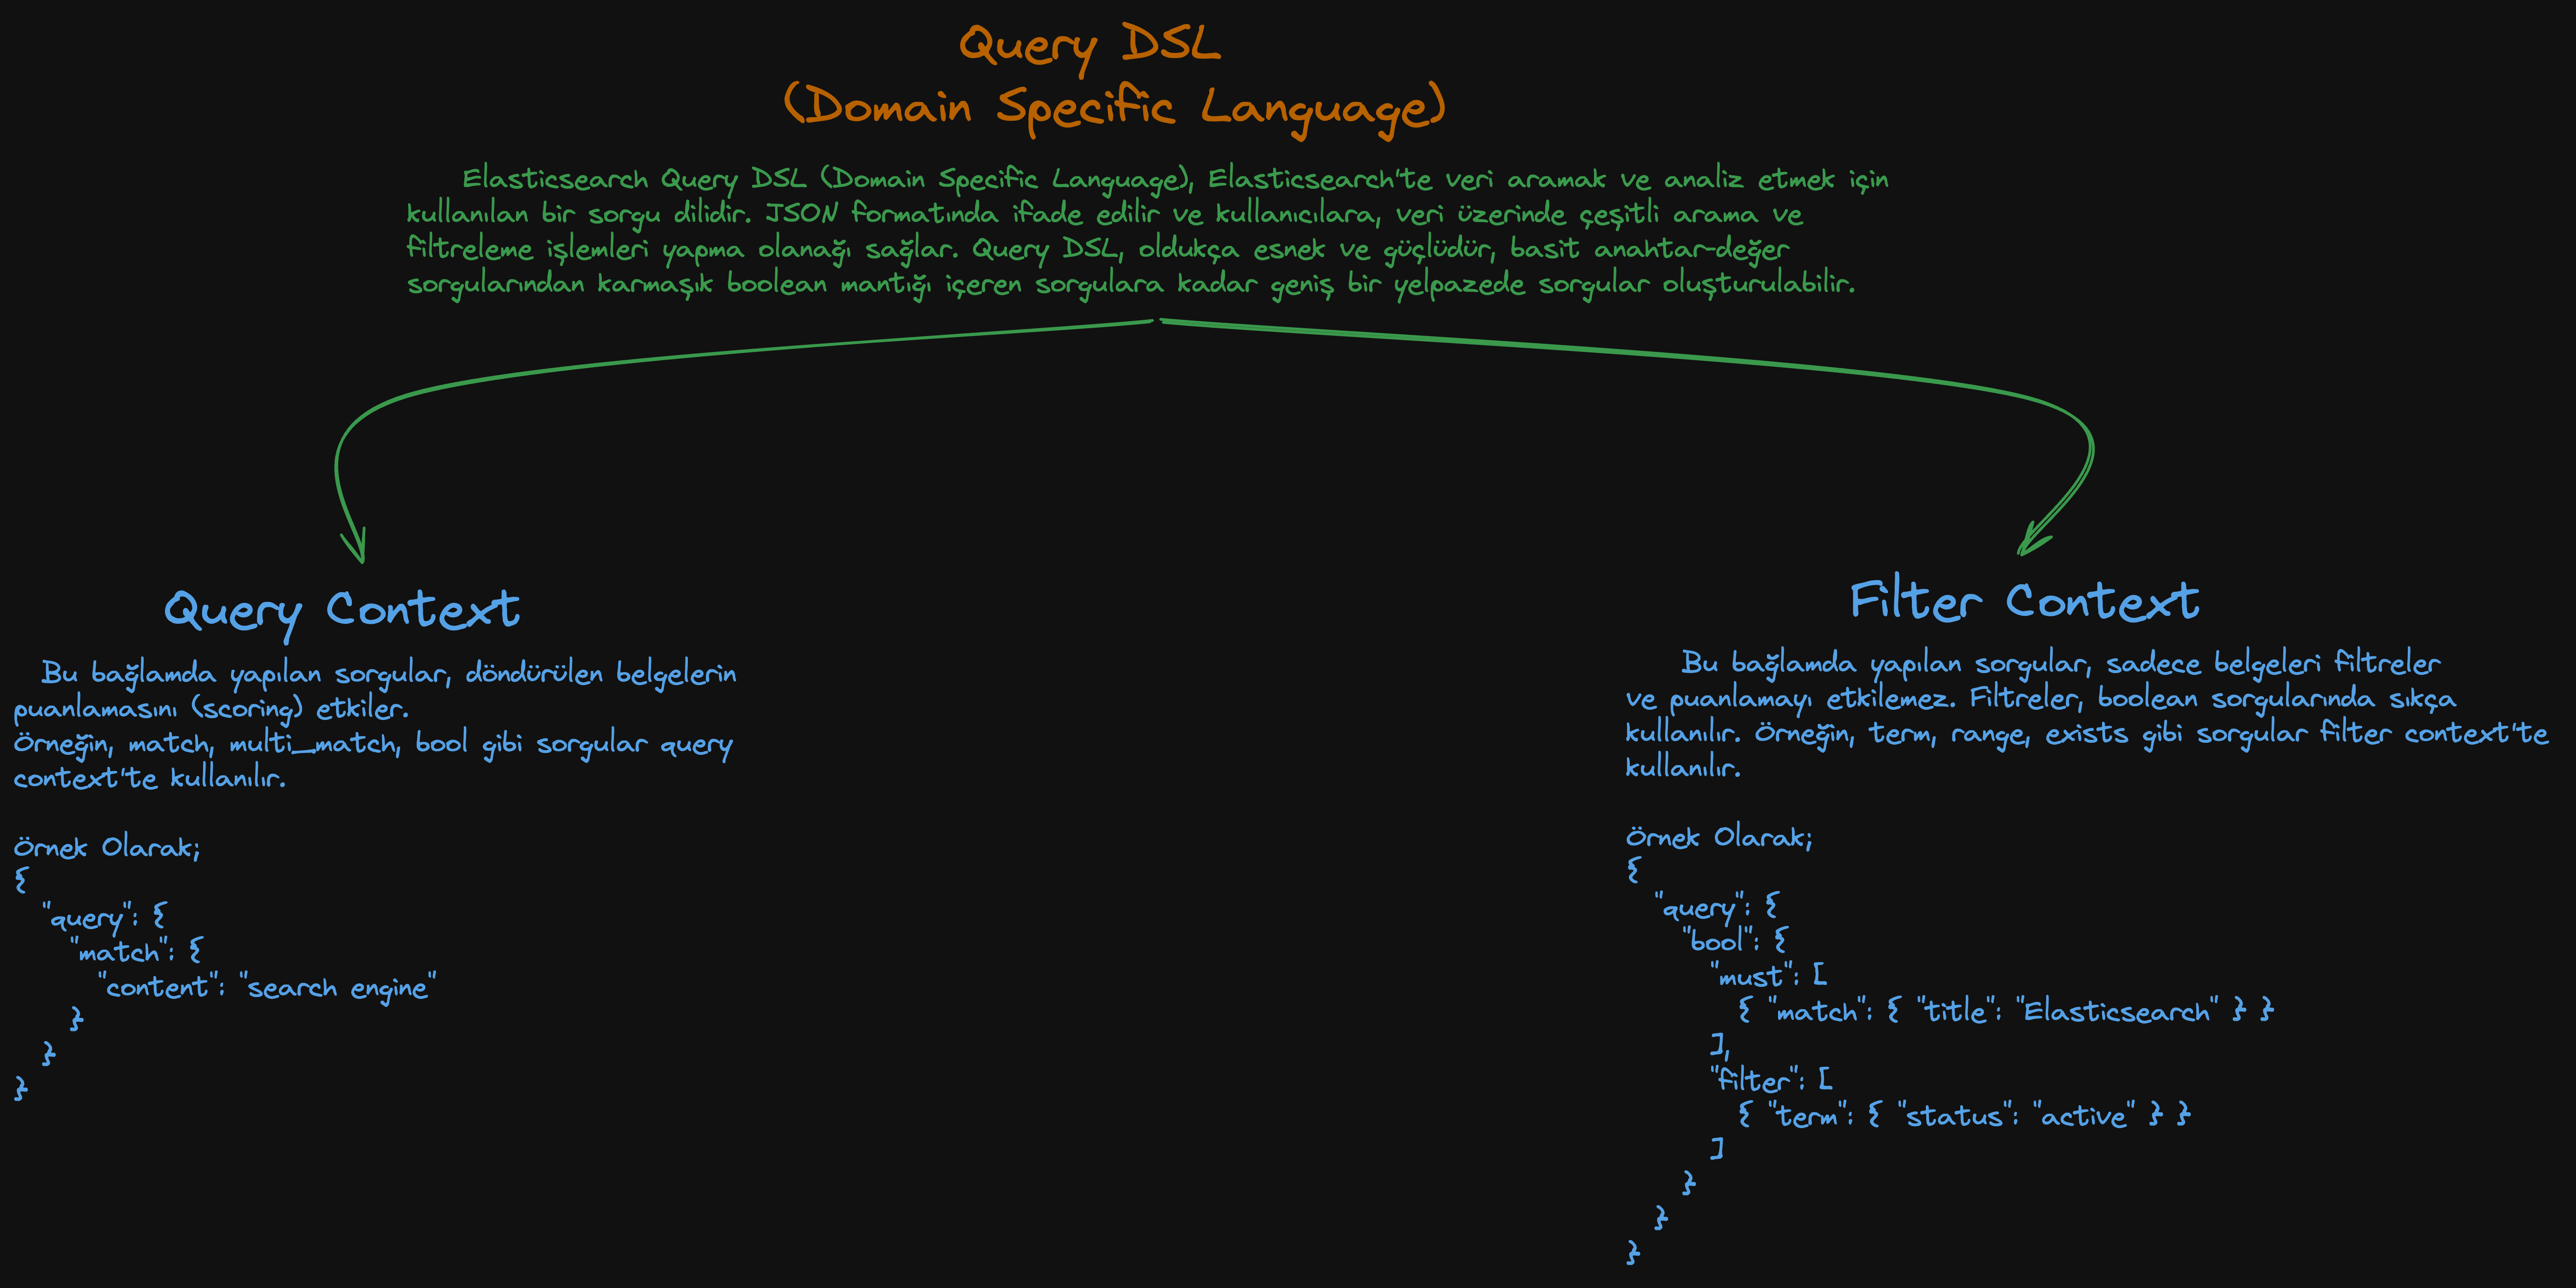 Query DSL
(Domain Specific Language)
Elasticsearch Query DSL (Domain Specific Language), Elasticsearch'te veri aramak ve analiz etmek için
kullanılan bir sorgu dilidir. JSON formatında ifade edilir ve kullanıcılara, veri üzerinde çeşitli arama ve
filtreleme işlemleri yapma olanağı sağlar. Query DSL, oldukça esnek ve güçlüdür, basit anahtar-değer
sorgularından karmaşık boolean mantığı içeren sorgulara kadar geniş bir yelpazede sorgular oluşturulabilir.
Query Context
Bu bağlamda yapılan sorgular, döndürülen belgelerin
puanlamasını (scoring) etkiler.
Örneğin, match, multi_match, bool gibi sorgular query
context'te kullanılır.
Örnek Olarak;
{
  "query": {
    "match": {
      "content": "search engine"
    }
  }
}
Filter Context
Bu bağlamda yapılan sorgular, sadece belgeleri filtreler
ve puanlamayı etkilemez. Filtreler, boolean sorgularında sıkça
kullanılır. Örneğin, term, range, exists gibi sorgular filter context'te
kullanılır.
Örnek Olarak;
{
  "query": {
    "bool": {
      "must": [
        { "match": { "title": "Elasticsearch" } }
      ],
      "filter": [
        { "term": { "status": "active" } }
      ]
    }
  }
}